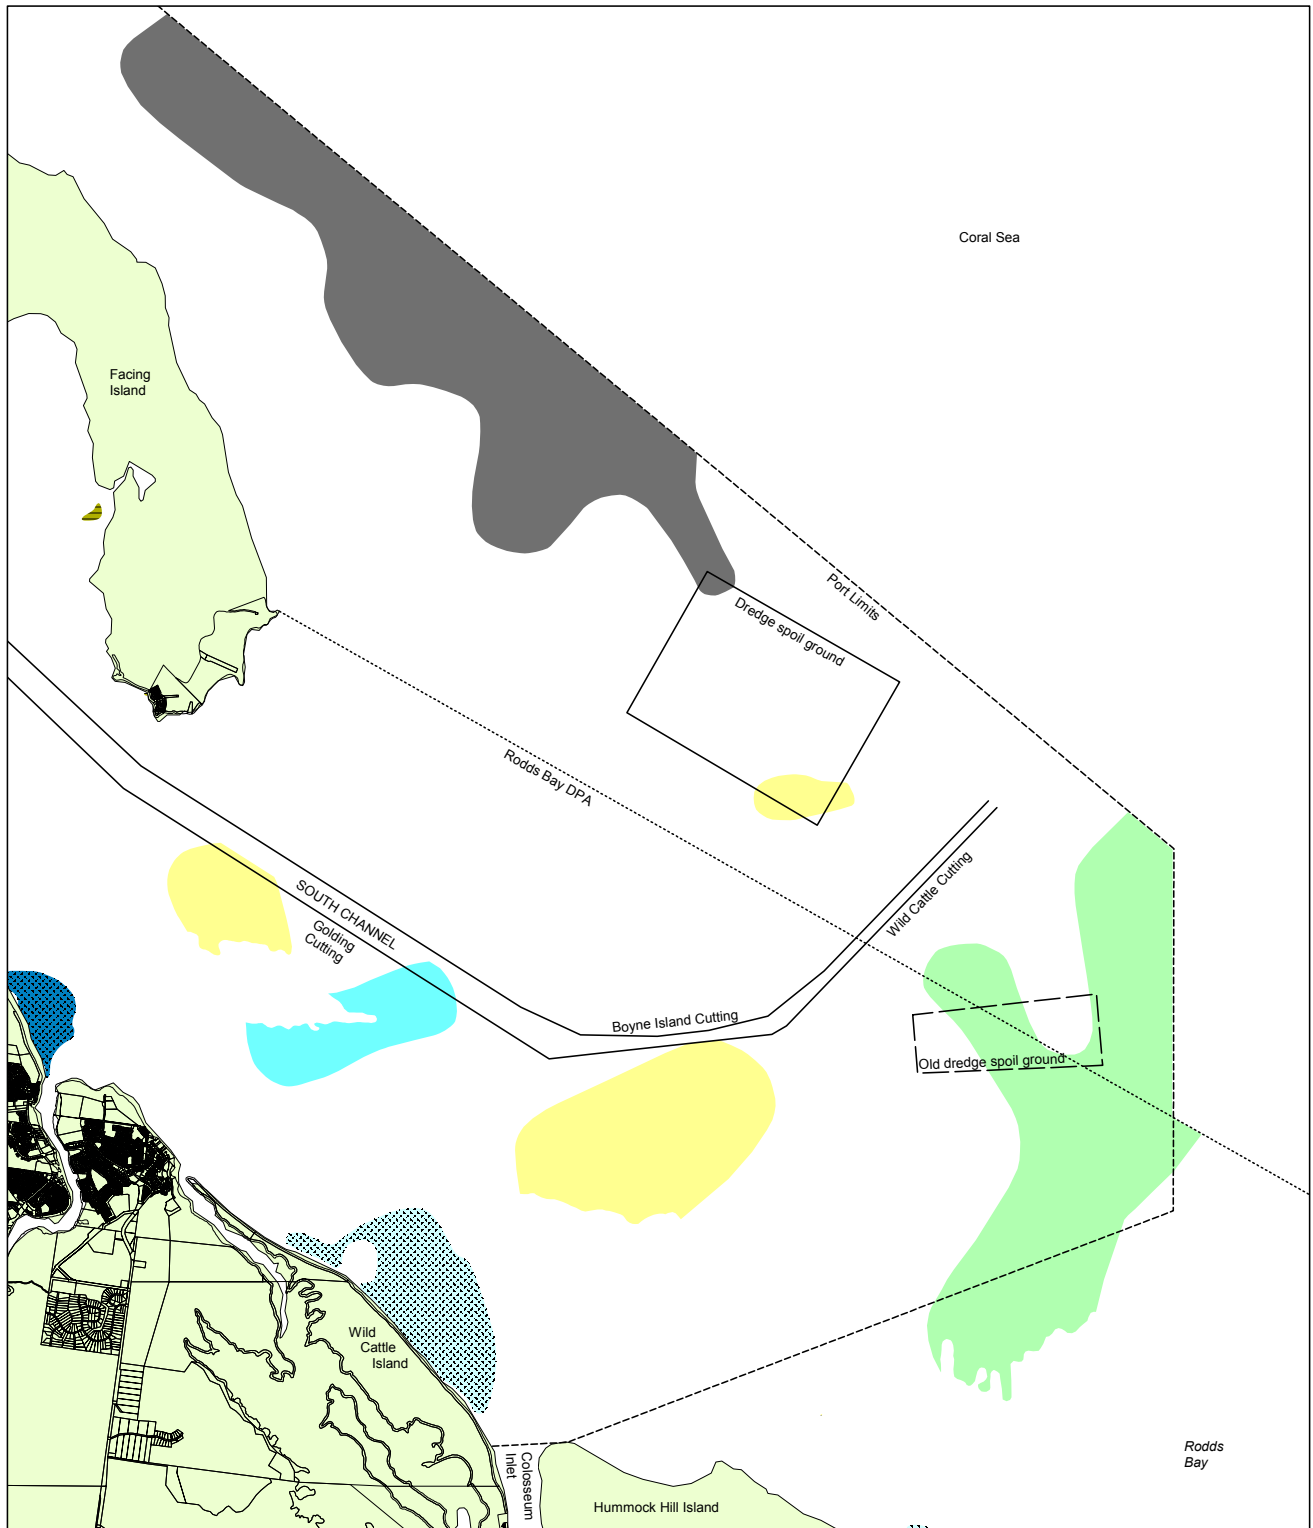 Coral Sea
Facing
Island
Port Limits
Dredge spoil ground
Rodds Bay DPA
Wild Cattle Cutting
SOUTH CHANNEL
Golding
Cutting
Boyne Island Cutting
Old dredge spoil ground
Wild
Cattle
Island
Colosseum
Inlet
Rodds
Bay
Hummock Hill Island